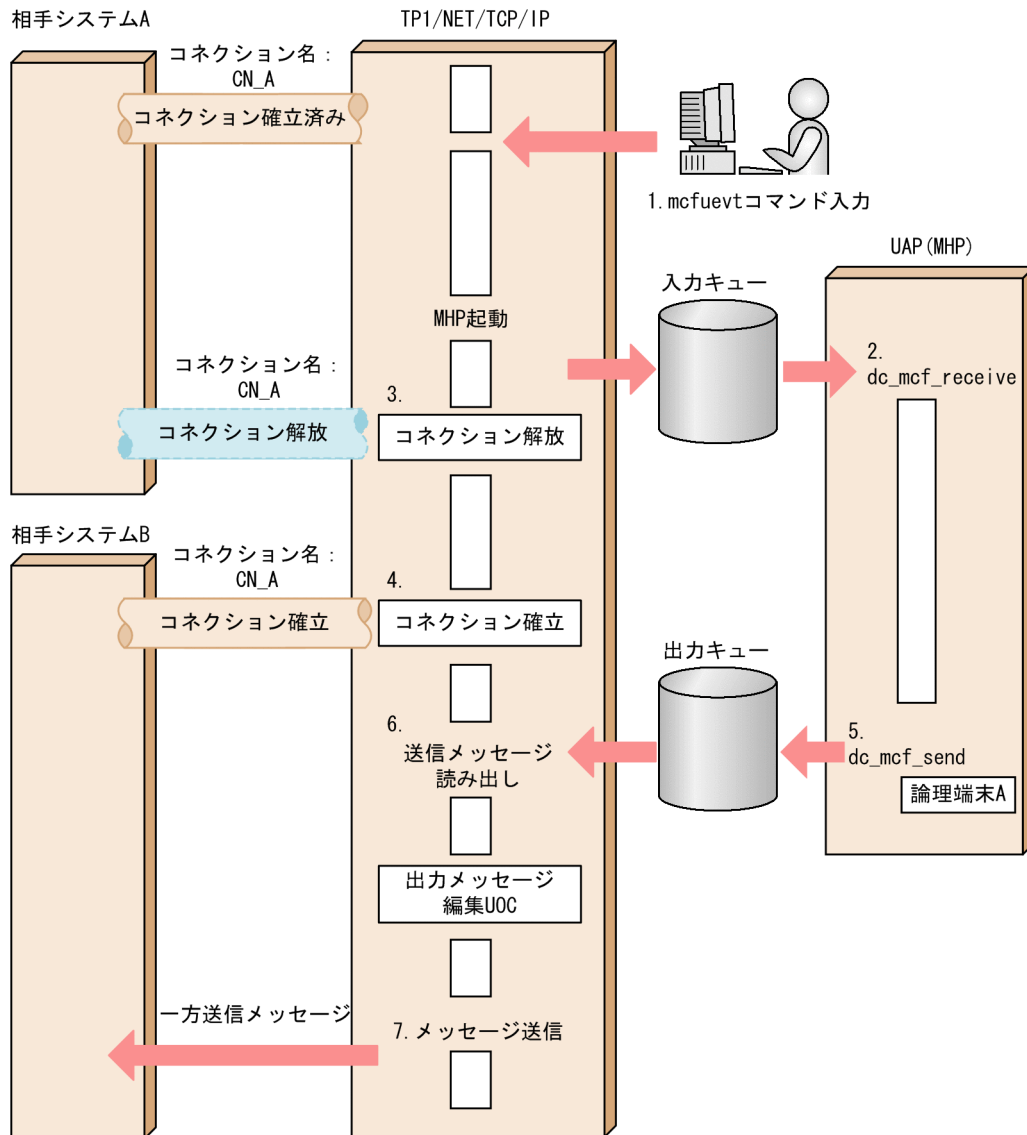 相手システムA
TP1/NET/TCP/IP
コネクション名：
CN_A
コネクション確立済み
1.mcfuevtコマンド入力
UAP(MHP)
入力キュー
MHP起動
2.
dc_mcf_receive
コネクション名：
CN_A
3.
コネクション解放
コネクション解放
相手システムB
コネクション名：
CN_A
4.
コネクション確立
コネクション確立
出力キュー
5.
dc_mcf_send
論理端末A
6.
送信メッセージ
読み出し
出力メッセージ
編集UOC
一方送信メッセージ
7.メッセージ送信